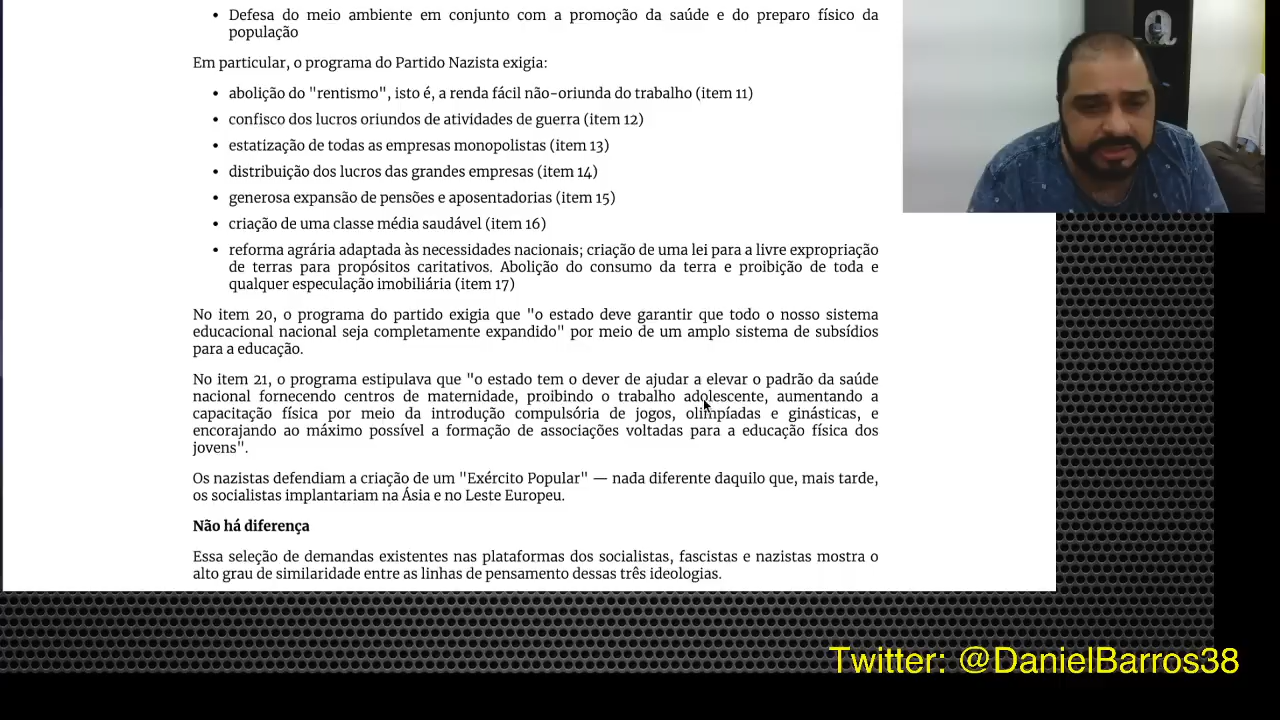 • Defesa do meio ambiente em conjunto com a promoção da saúde e do preparo físico da
população
Em particular, o programa do Partido Nazista exigia:
• abolição do "rentismo", isto é, a renda fácil não-oriunda do trabalho (item 11)
• confisco dos lucros oriundos de atividades de guerra (item 12)
• estatização de todas as empresas monopolistas (item 13)
• distribuição dos lucros das grandes empresas (item 14)
• generosa expansão de pensões e aposentadorias (item 15)
• criação de uma classe média saudável (item 16)
• reforma agrária adaptada às necessidades nacionais; criação de uma lei para a livre expropriação
de terras para propósitos caritativos. Abolição do consumo da terra e proibição de toda e
qualquer especulação imobiliária (item 17)
No item 20, o programa do partido exigia que "o estado deve garantir que todo o nosso sistema
educacional nacional seja completamente expandido" por meio de um amplo sistema de subsídios
para a educação.
No item 21, o programa estipulava que "o estado tem o dever de ajudar a elevar o padrão da saúde
nacional fornecendo centros de maternidade, proibindo o trabalho adolescente, aumentando a
capacitação física por meio da introdução compulsória de jogos, olimpíadas e ginásticas, e
encorajando ao máximo possível a formação de associações voltadas para a educação física dos
jovens".
Os nazistas defendiam a criação de um "Exército Popular" — nada diferente daquilo que, mais tarde,
os socialistas implantariam na Ásia e no Leste Europeu.
Não há diferença
Essa seleção de demandas existentes nas plataformas dos socialistas, fascistas e nazistas mostra o
alto grau de similaridade entre as linhas de pensamento dessas três ideologias.
Twitter: @DanielBarros38